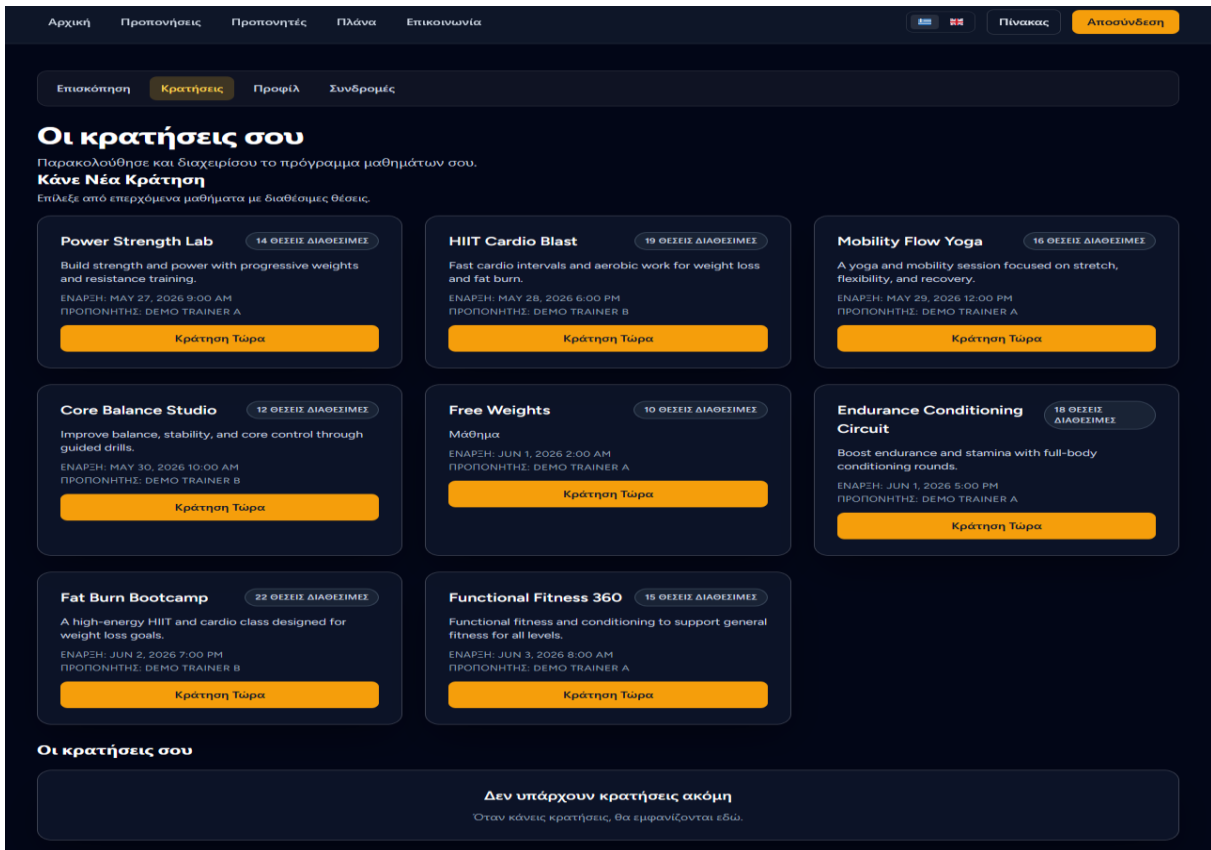 Αρχική Προπονήσεις Προπονητές Πλάνα Επικοινωνία Πίνακας Αποσύνδεση
Επισκόπηση Κρατήσεις Προφίλ Συνδρομές
Οι κρατήσεις σου
Παρακολούθησε και διαχειρίσου το πρόγραμμα μαθημάτων σου.
Κάνε Νέα Κράτηση
Επίλεξε από επερχόμενα μαθήματα με διαθέσιμες θέσεις.
Power Strength Lab 14 ΘΕΣΕΙΣ ΔΙΑΘΕΣΙΜΕΣ
Build strength and power with progressive weights
and resistance training.
ΕΝΑΡΞΗ: MAY 27, 2026 9:00 AM
ΠΡΟΠΟΝΗΤΗΣ: DEMO TRAINER A
Κράτηση Τώρα
HIIT Cardio Blast 19 ΘΕΣΕΙΣ ΔΙΑΘΕΣΙΜΕΣ
Fast cardio intervals and aerobic work for weight loss
and fat burn.
ΕΝΑΡΞΗ: MAY 28, 2026 6:00 PM
ΠΡΟΠΟΝΗΤΗΣ: DEMO TRAINER B
Κράτηση Τώρα
Mobility Flow Yoga 16 ΘΕΣΕΙΣ ΔΙΑΘΕΣΙΜΕΣ
A yoga and mobility session focused on stretch,
flexibility, and recovery.
ΕΝΑΡΞΗ: MAY 29, 2026 12:00 PM
ΠΡΟΠΟΝΗΤΗΣ: DEMO TRAINER A
Κράτηση Τώρα
Core Balance Studio 12 ΘΕΣΕΙΣ ΔΙΑΘΕΣΙΜΕΣ
Improve balance, stability, and core control through
guided drills.
ΕΝΑΡΞΗ: MAY 30, 2026 10:00 AM
ΠΡΟΠΟΝΗΤΗΣ: DEMO TRAINER B
Κράτηση Τώρα
Free Weights 10 ΘΕΣΕΙΣ ΔΙΑΘΕΣΙΜΕΣ
Μάθημα
ΕΝΑΡΞΗ: JUN 1, 2026 2:00 AM
ΠΡΟΠΟΝΗΤΗΣ: DEMO TRAINER A
Κράτηση Τώρα
Endurance Conditioning
Circuit
18 ΘΕΣΕΙΣ
ΔΙΑΘΕΣΙΜΕΣ
Boost endurance and stamina with full-body
conditioning rounds.
ΕΝΑΡΞΗ: JUN 1, 2026 5:00 PM
ΠΡΟΠΟΝΗΤΗΣ: DEMO TRAINER A
Κράτηση Τώρα
Fat Burn Bootcamp 22 ΘΕΣΕΙΣ ΔΙΑΘΕΣΙΜΕΣ
A high-energy HIIT and cardio class designed for
weight loss goals.
ΕΝΑΡΞΗ: JUN 2, 2026 7:00 PM
ΠΡΟΠΟΝΗΤΗΣ: DEMO TRAINER B
Κράτηση Τώρα
Functional Fitness 360 15 ΘΕΣΕΙΣ ΔΙΑΘΕΣΙΜΕΣ
Functional fitness and conditioning to support general
fitness for all levels.
ΕΝΑΡΞΗ: JUN 3, 2026 8:00 AM
ΠΡΟΠΟΝΗΤΗΣ: DEMO TRAINER A
Κράτηση Τώρα
Οι κρατήσεις σου
Δεν υπάρχουν κρατήσεις ακόμη
Όταν κάνεις κρατήσεις, θα εμφανίζονται εδώ.